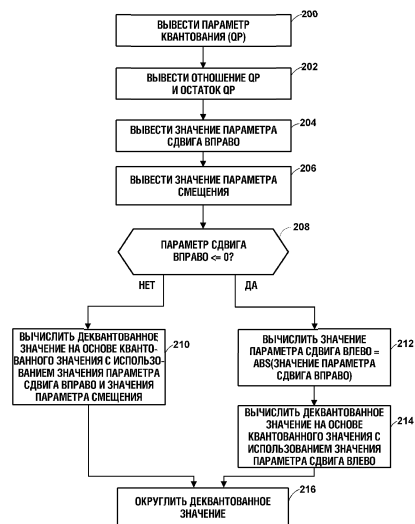 200
ВЫВЕСТИ ПАРАМЕТР
КВАНТОВАНИЯ (QP)
202
ВЫВЕСТИ ОТНОШЕНИЕ QP
И ОСТАТОК QP
204
ВЫВЕСТИ ЗНАЧЕНИЕ ПАРАМЕТРА
СДВИГА ВПРАВО
206
ВЫВЕСТИ ЗНАЧЕНИЕ ПАРАМЕТРА
СМЕЩЕНИЯ
208
ПАРАМЕТР СДВИГА
ВПРАВО <= 0?
НЕТ
ДА
ВЫЧИСЛИТЬ ДЕКВАНТОВАННОЕ
ЗНАЧЕНИЕ НА ОСНОВЕ КВАНТО-
ВАННОГО ЗНАЧЕНИЯ С ИСПОЛЬЗО-
ВАНИЕМ ЗНАЧЕНИЯ ПАРАМЕТРА
СДВИГА ВПРАВО И ЗНАЧЕНИЯ
ПАРАМЕТРА СМЕЩЕНИЯ
210
ВЫЧИСЛИТЬ ЗНАЧЕНИЕ
ПАРАМЕТРА СДВИГА ВЛЕВО =
ABS(ЗНАЧЕНИЕ ПАРАМЕТРА
СДВИГА ВПРАВО)
212
ВЫЧИСЛИТЬ ДЕКВАНТОВАННОЕ
ЗНАЧЕНИЕ НА ОСНОВЕ
КВАНТОВАННОГО ЗНАЧЕНИЯ С
ИСПОЛЬЗОВАНИЕМ ЗНАЧЕНИЯ
ПАРАМЕТРА СДВИГА ВЛЕВО
214
ОКРУГЛИТЬ ДЕКВАНТОВАННОЕ
ЗНАЧЕНИЕ
216